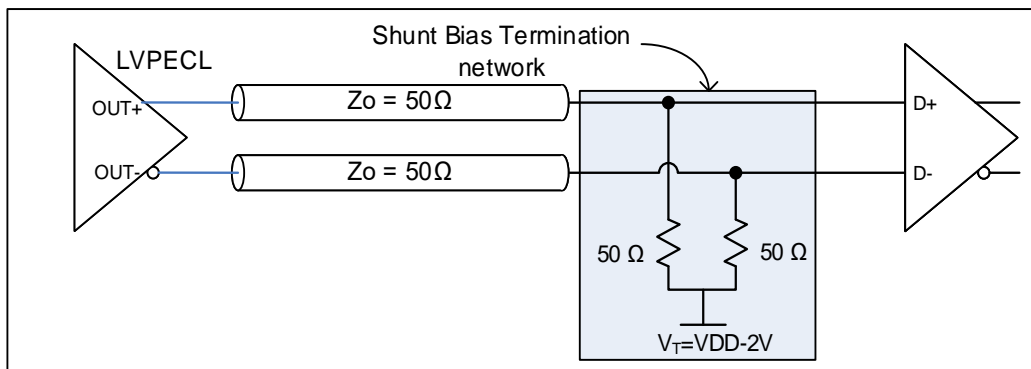 Shunt Bias Termination
network
LVPECL
OUT+
Zo = 50Ω
D+
OUT-
Zo = 50Ω
D-
50 Ω
50 Ω
VT=VDD-2V